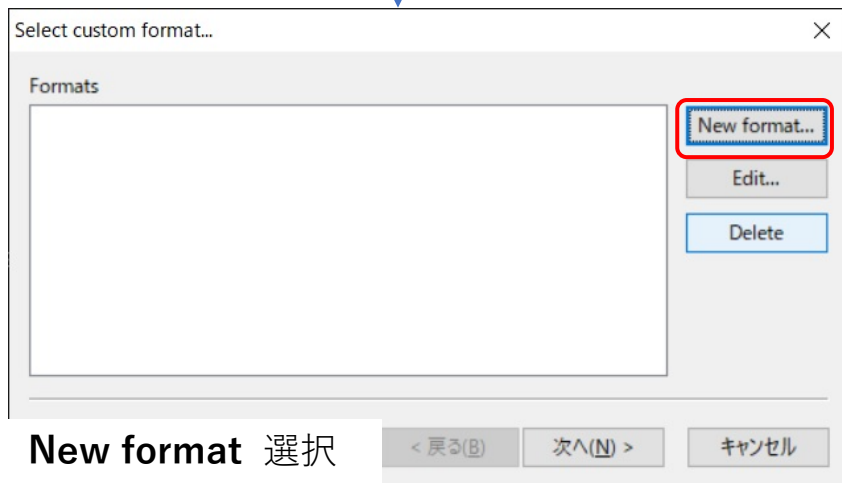 Select custom format...
Formats
New format...
Edit...
Delete
New format 選択
< 戻る(B)
次へ(N) >
キャンセル